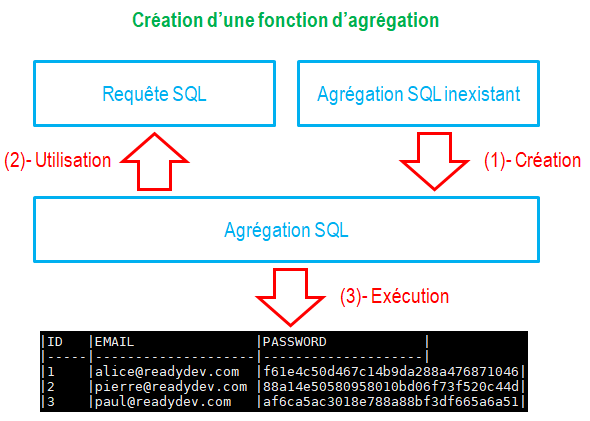 Création d'une fonction d'agrégation
Requête SQL
Agrégation SQL inexistant
(2)- Utilisation
(1)- Création
Agrégation SQL
(3)- Exécution
|ID   |EMAIL               |PASSWORD            |
|-----|--------------------|--------------------|
|1    |alice@readydev.com  |f61e4c50d467c14b9da288a476871046|
|2    |pierre@readydev.com |88a14e50580958010bd06f73f520c44d|
|3    |paul@readydev.com   |af6ca5ac3018e788a88bf3df665a6a51|